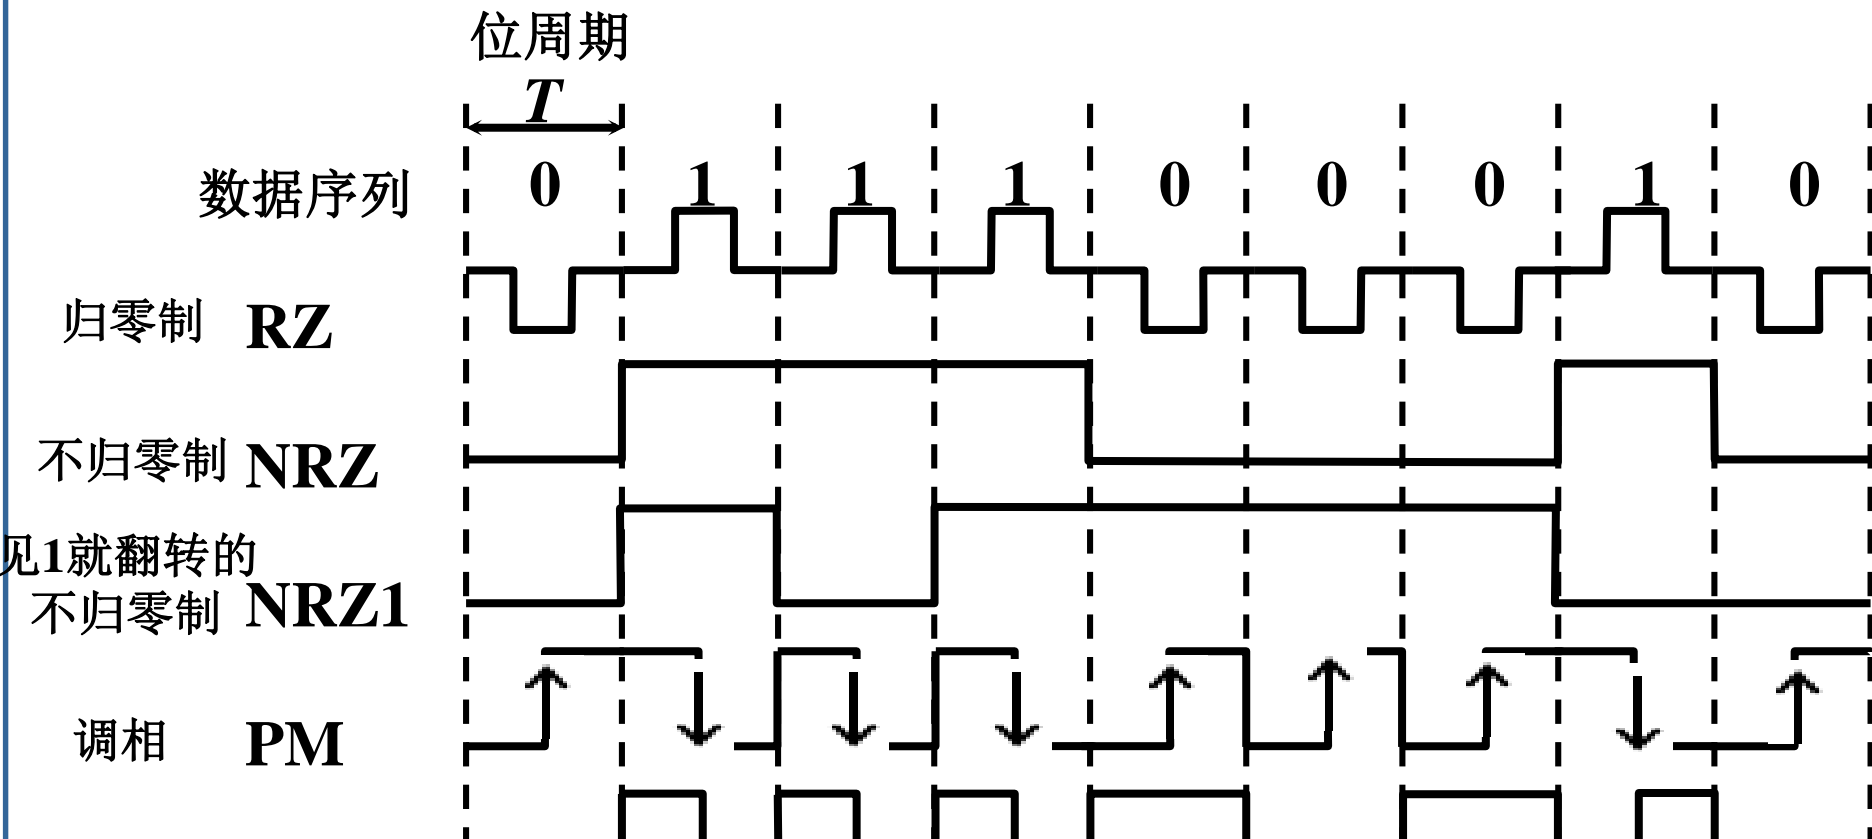 位周期
T
数据序列 0 1 1 1 0 0 0 1 0
归零制 RZ
不归零制 NRZ
见1就翻转的
不归零制 NRZ1
调相 PM